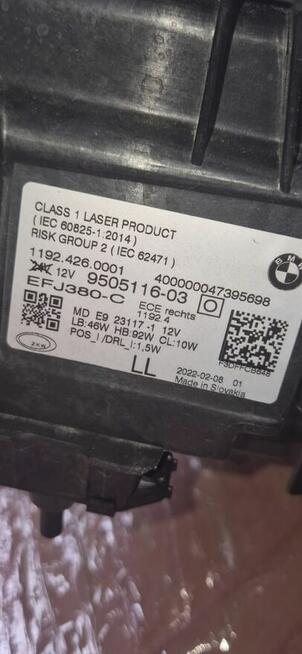 CLASS 1 LASER PRODUCT
( IEC 60825-1:2014 )
RISK GROUP 2 ( IEC 62471 )
1192.426.0001
400000047395698
12V 9505116-03
EFJ380-C
ECE rechts
1192.4
MD E9 23117 -1 12V
LB:46W HB:92W CL:10W
POS_I /DRL_I:1.5W
LL
ZKW
2022-02-08 01
Made in Slovakia
BMW